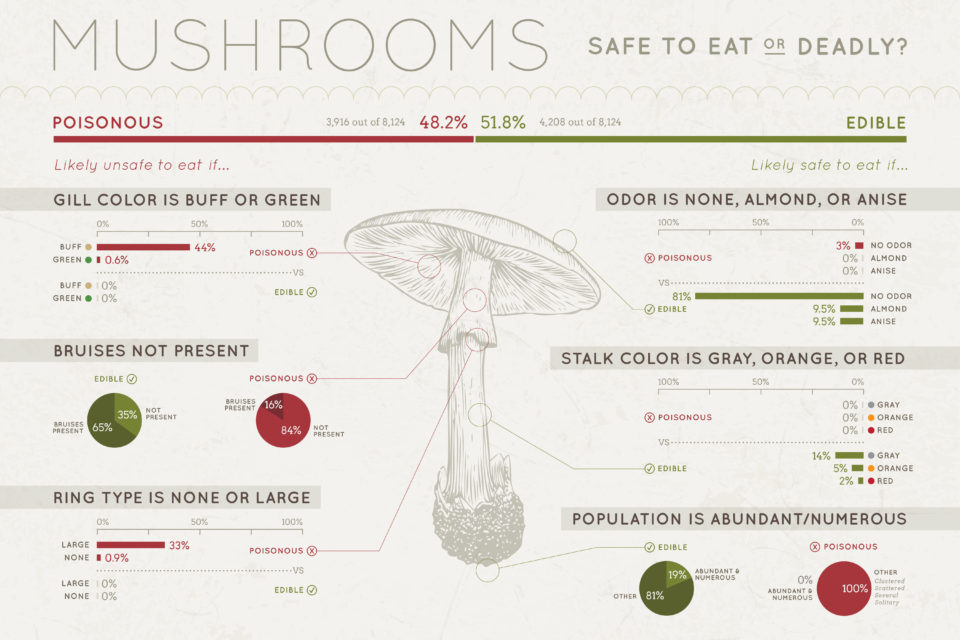 MUSHROOMS
SAFE TO EAT OR DEADLY?
POISONOUS
3,916 out of 8,124
48.2%
51.8%
4,208 out of 8,124
EDIBLE
Likely unsafe to eat if...
Likely safe to eat if...
GILL COLOR IS BUFF OR GREEN
0% 50% 100%
BUFF 44%
GREEN 0.6%
POISONOUS
VS
BUFF 0%
GREEN 0%
EDIBLE
BRUISES NOT PRESENT
EDIBLE
35%
NOT
PRESENT
BRUISES
PRESENT
65%
POISONOUS
BRUISES
PRESENT
16%
84%
NOT
PRESENT
RING TYPE IS NONE OR LARGE
0% 50% 100%
LARGE 33%
NONE 0.9%
POISONOUS
VS
LARGE 0%
NONE 0%
EDIBLE
ODOR IS NONE, ALMOND, OR ANISE
100% 50% 0%
POISONOUS
3% NO ODOR
0% ALMOND
0% ANISE
VS
EDIBLE
81% NO ODOR
9.5% ALMOND
9.5% ANISE
STALK COLOR IS GRAY, ORANGE, OR RED
100% 50% 0%
POISONOUS
0% GRAY
0% ORANGE
0% RED
VS
EDIBLE
14% GRAY
5% ORANGE
2% RED
POPULATION IS ABUNDANT/NUMEROUS
EDIBLE
19%
ABUNDANT &
NUMEROUS
OTHER
81%
POISONOUS
0%
ABUNDANT &
NUMEROUS
100%
OTHER
Clustered
Scattered
Several
Solitary